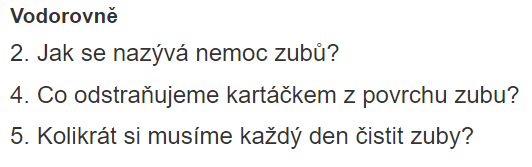 Vodorovně
2. Jak se nazývá nemoc zubů?
4. Co odstraňujeme kartáčkem z povrchu zubu?
5. Kolikrát si musíme každý den čistit zuby?